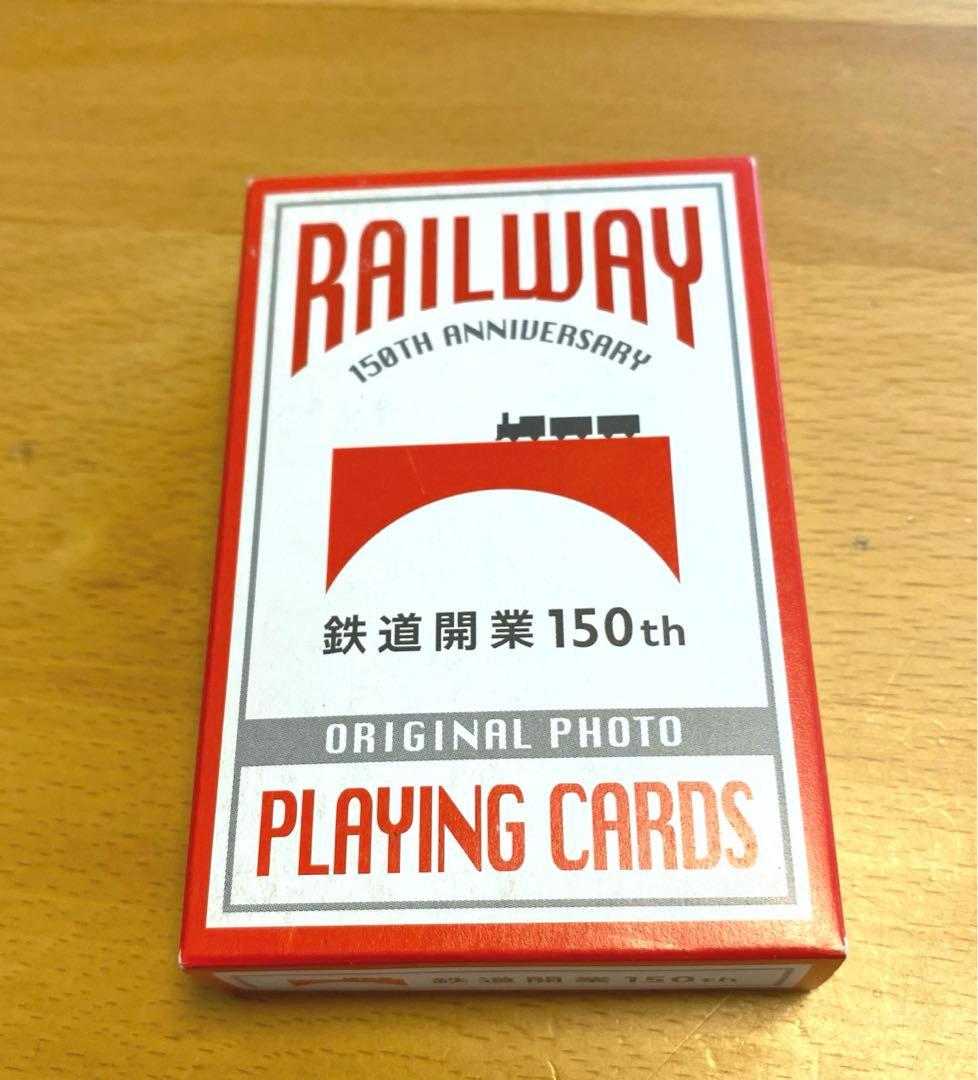 RAILWAY
150TH ANNIVERSARY
鉄道開業150th
ORIGINAL PHOTO
PLAYING CARDS
鉄道開業150th